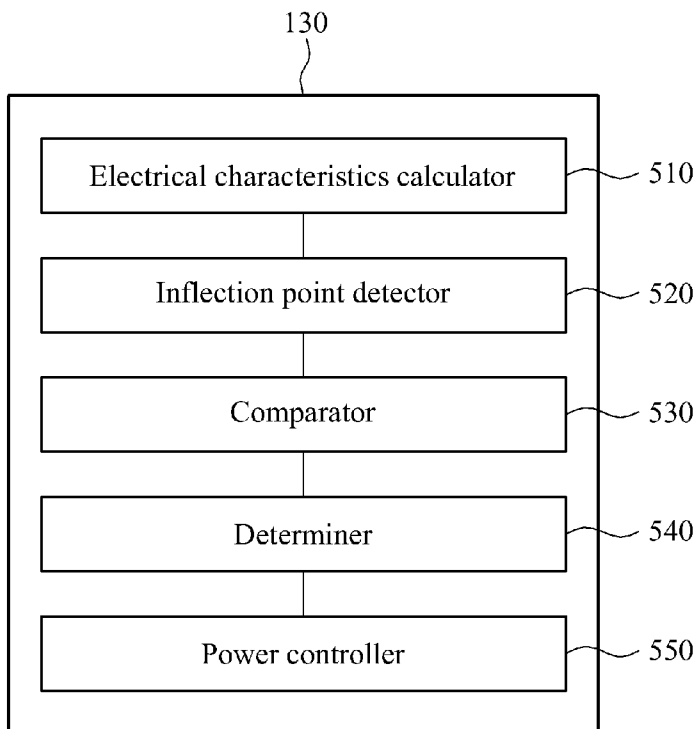 130
Electrical characteristics calculator 510
Inflection point detector 520
Comparator 530
Determiner 540
Power controller 550